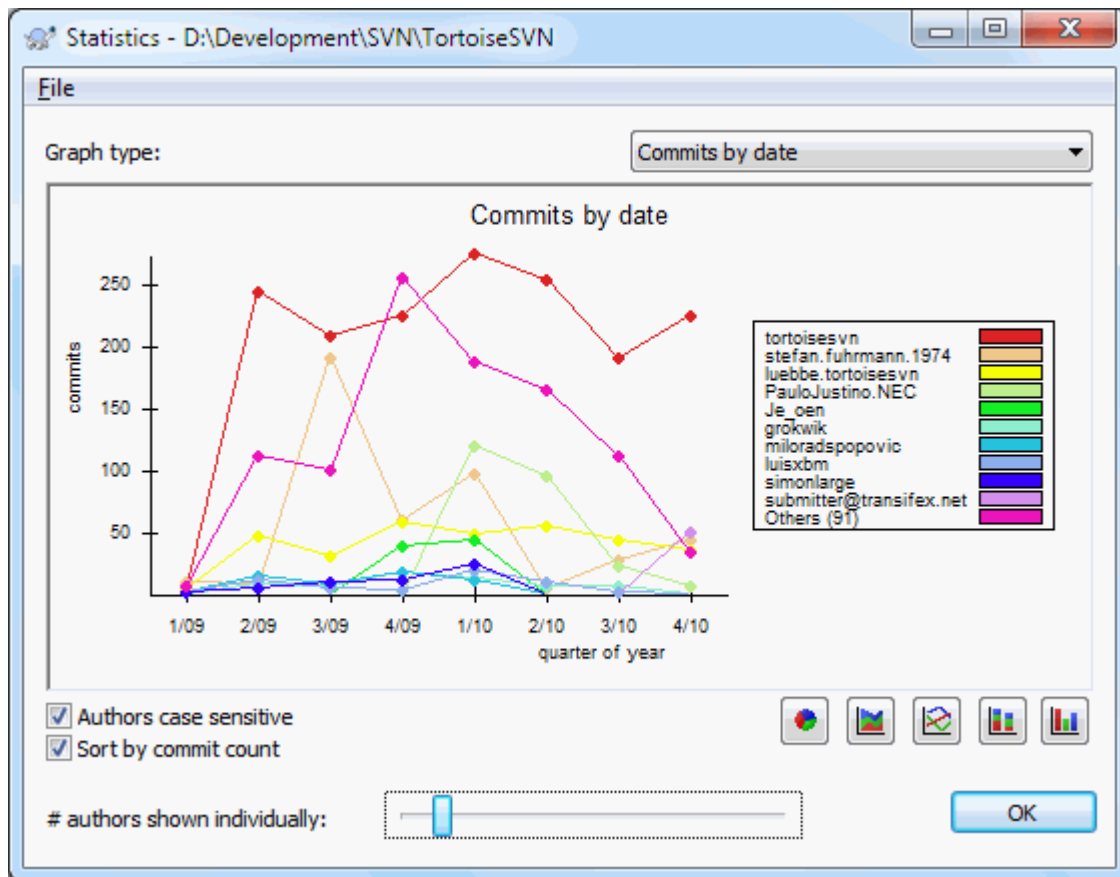 Statistics - D:\Development\SVN\TortoiseSVN
File
Graph type:
Commits by date
Commits by date
250
200
150
100
50
commits
1/09 2/09 3/09 4/09 1/10 2/10 3/10 4/10
quarter of year
tortoisesvn
stefan.fuhrmann.1974
luebbe.tortoisesvn
PauloJustino.NEC
Je_oen
grokwik
miloradspopovic
luisxbm
simonlarge
submitter@transifex.net
Others (91)
Authors case sensitive
Sort by commit count
# authors shown individually:
OK